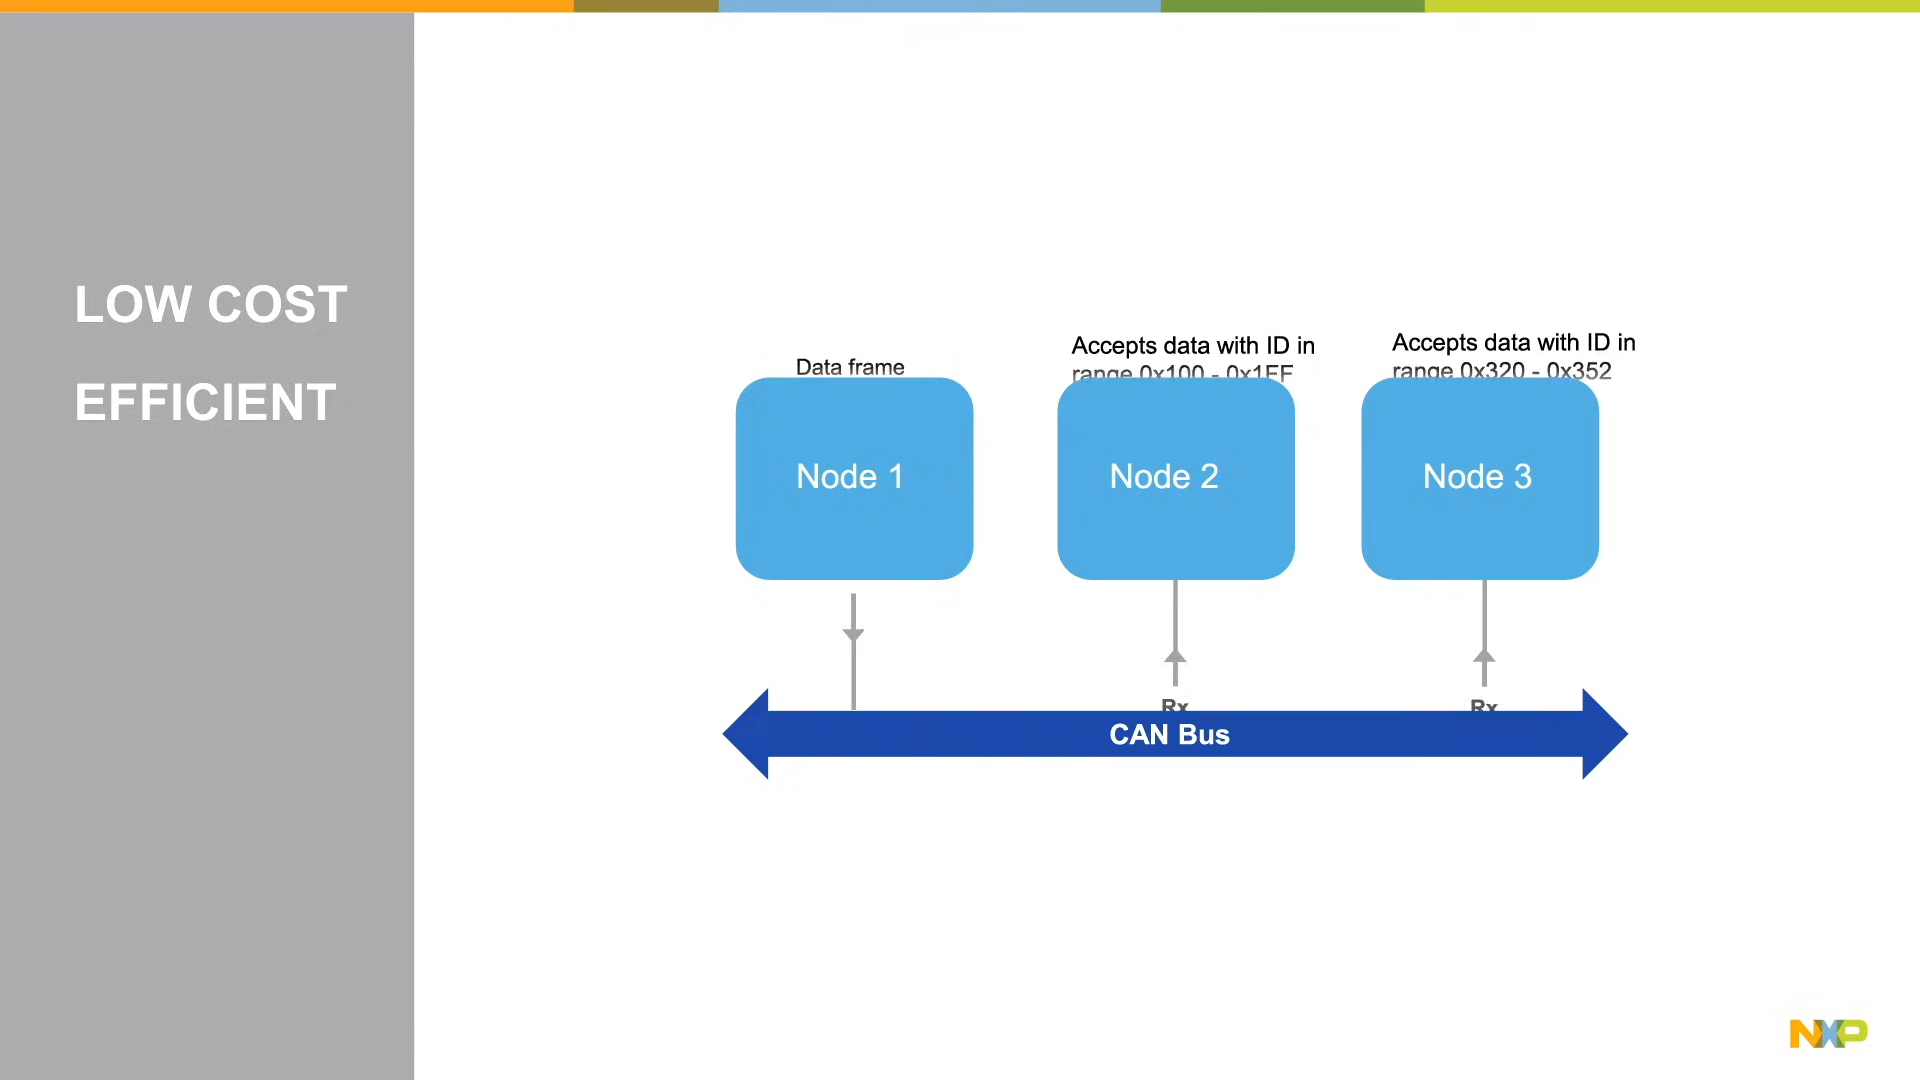 LOW COST
EFFICIENT
Data frame
Accepts data with ID in
range 0x100 - 0x1FF
Accepts data with ID in
range 0x320 - 0x352
Node 1
Node 2
Node 3
Rx
Rx
CAN Bus
NXP